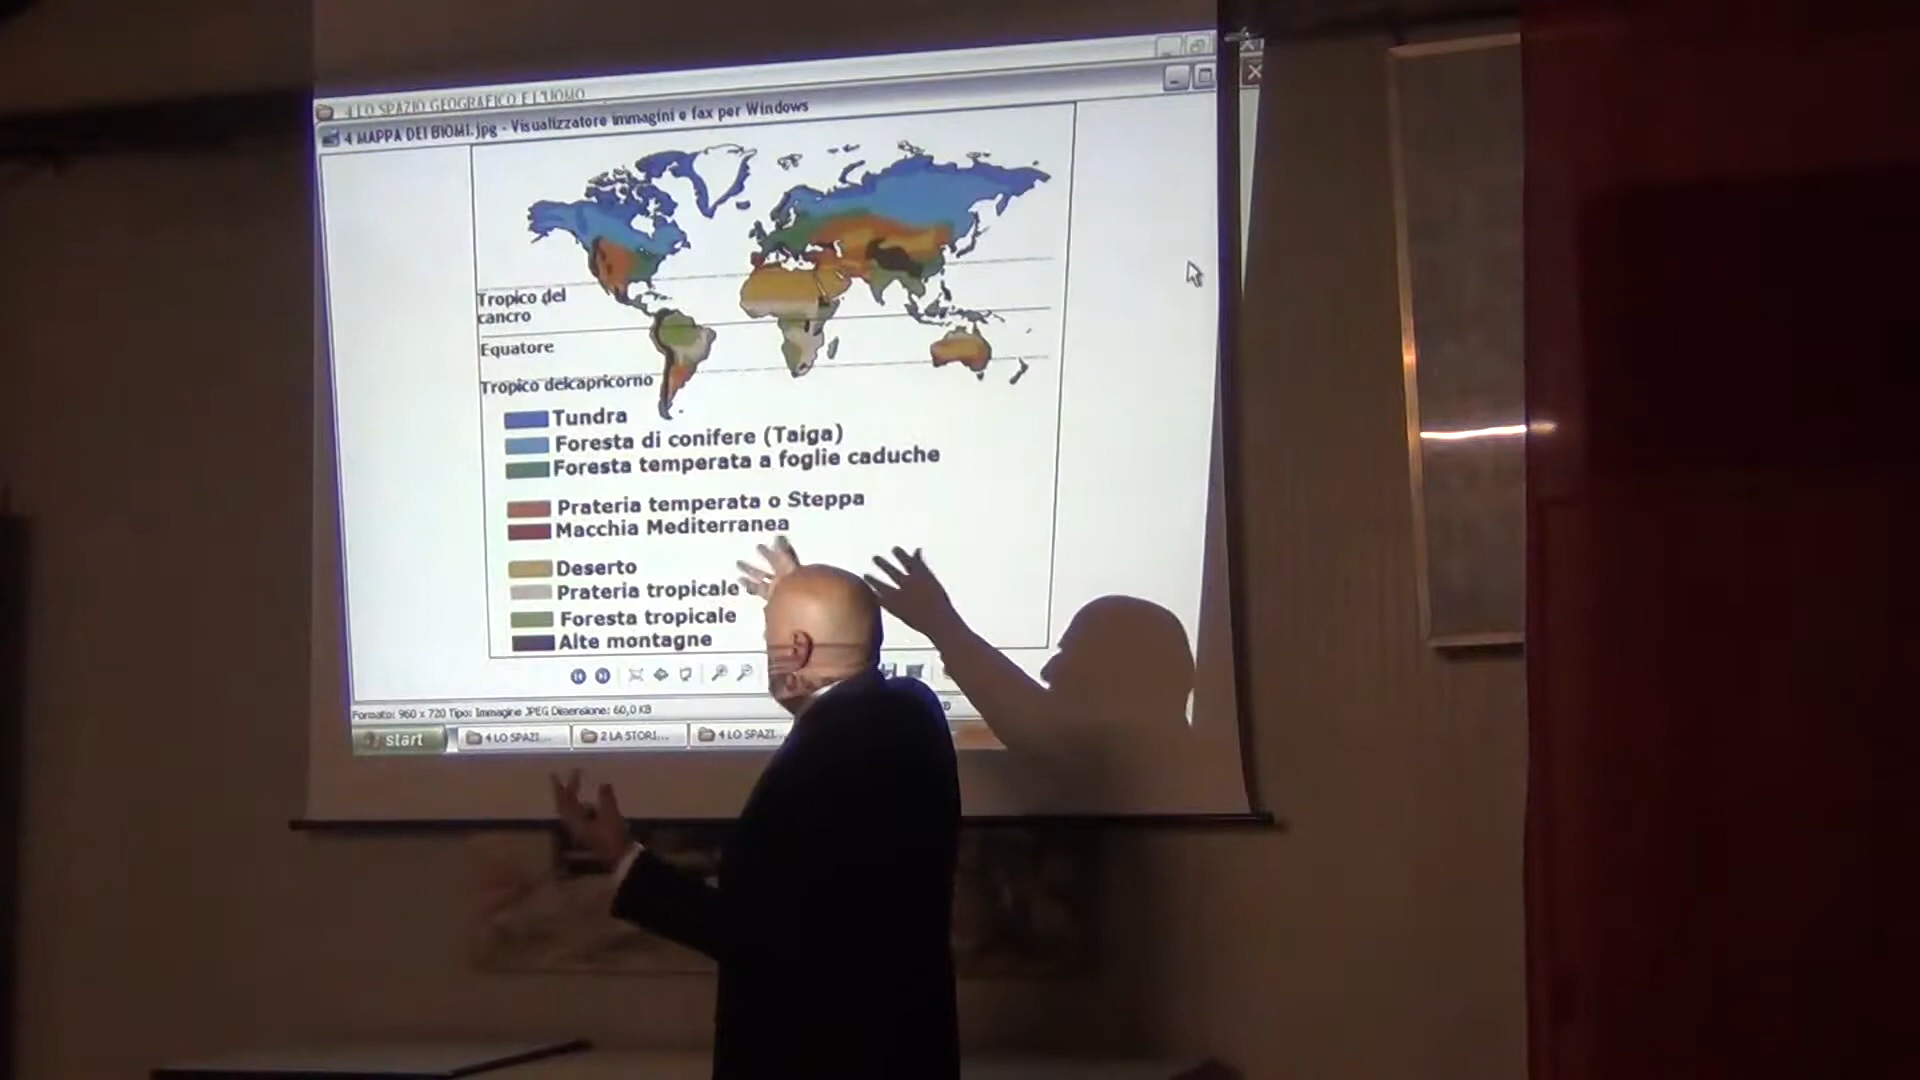 4 LO SPAZIO GEOGRAFICO E L'UOMO
4 MAPPA DEI BIOMI.jpg - Visualizzatore immagini e fax per Windows
Tropico del
cancro
Equatore
Tropico delcapricorno
Tundra
Foresta di conifere (Taiga)
Foresta temperata a foglie caduche
Prateria temperata o Steppa
Macchia Mediterranea
Deserto
Prateria tropicale
Foresta tropicale
Alte montagne
Formato: 960 x 720 Tipo: Immagine JPEG Dimensione: 60,0 KB
start
4 LO SPAZI...
2 LA STORI...
4 LO SPAZI...